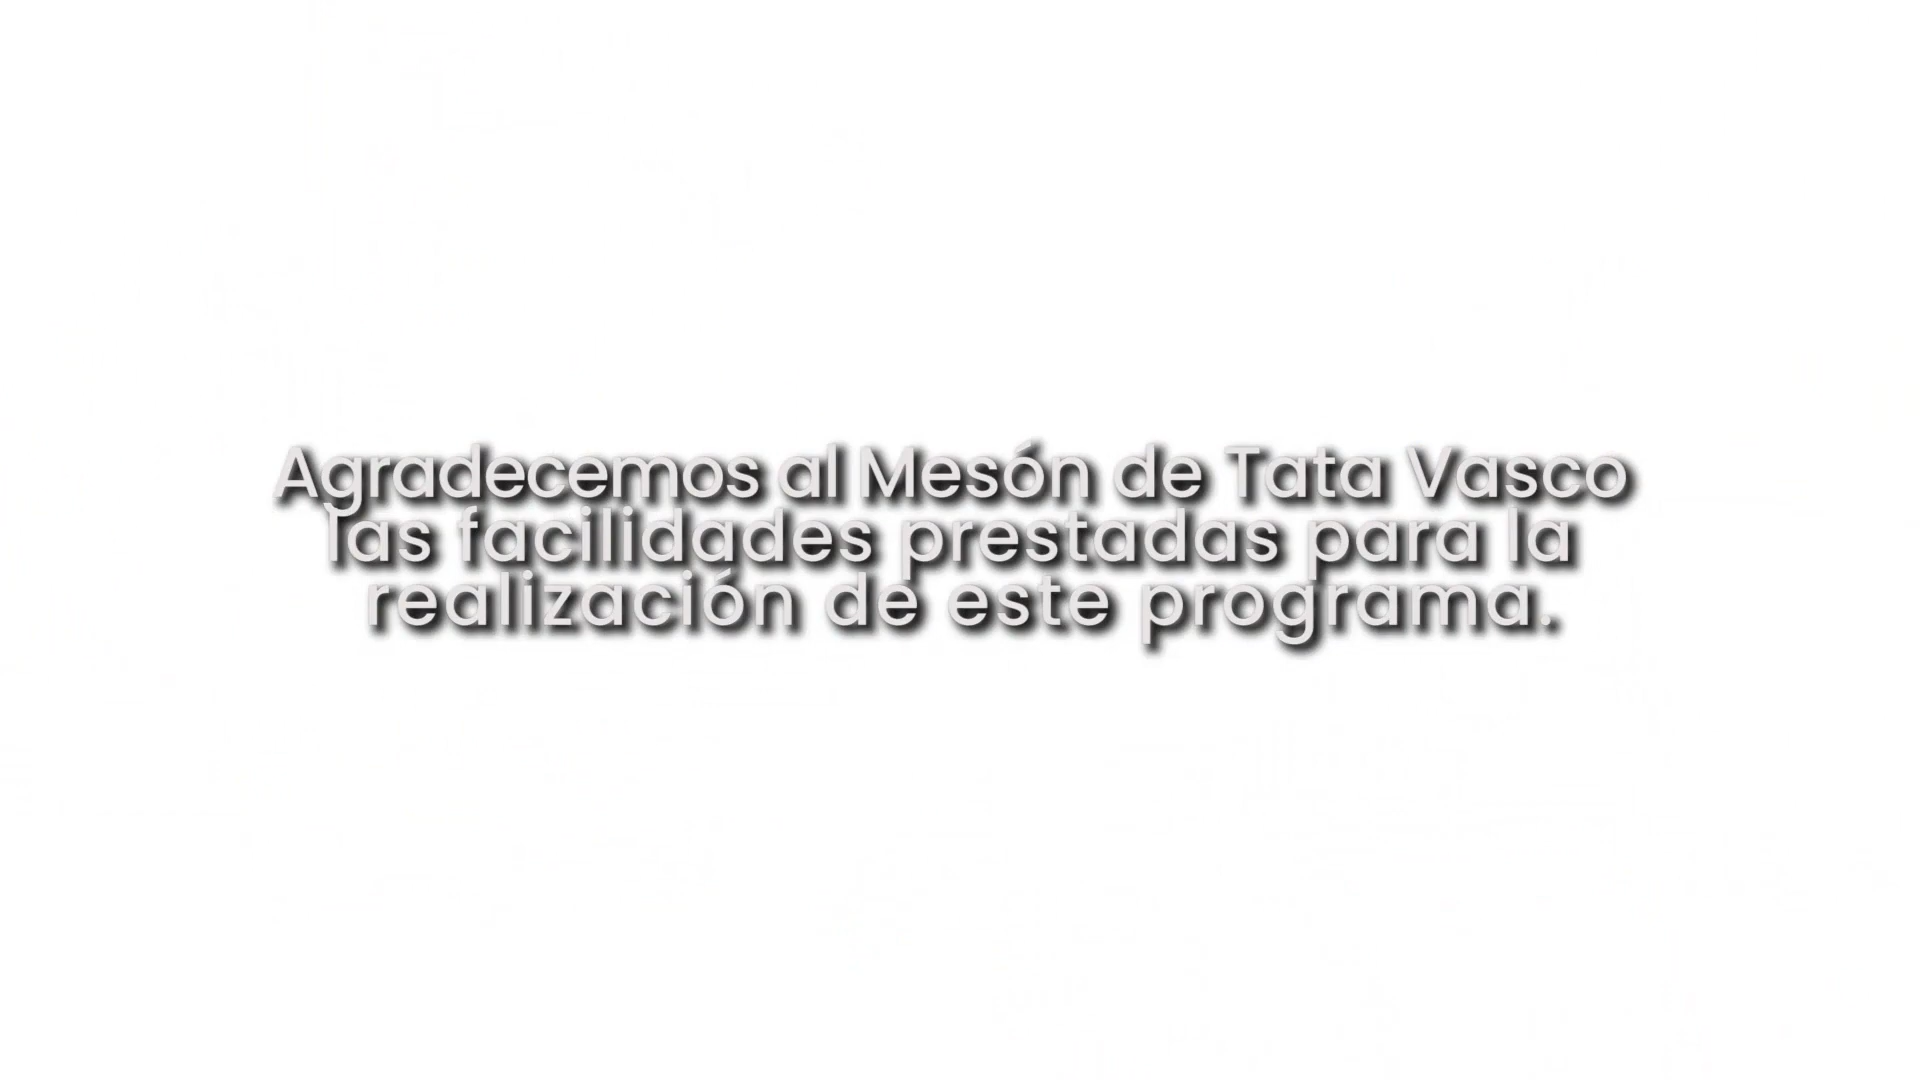 Agradecemos al Mesón de Tata Vasco
las facilidades prestadas para la
realización de este programa.